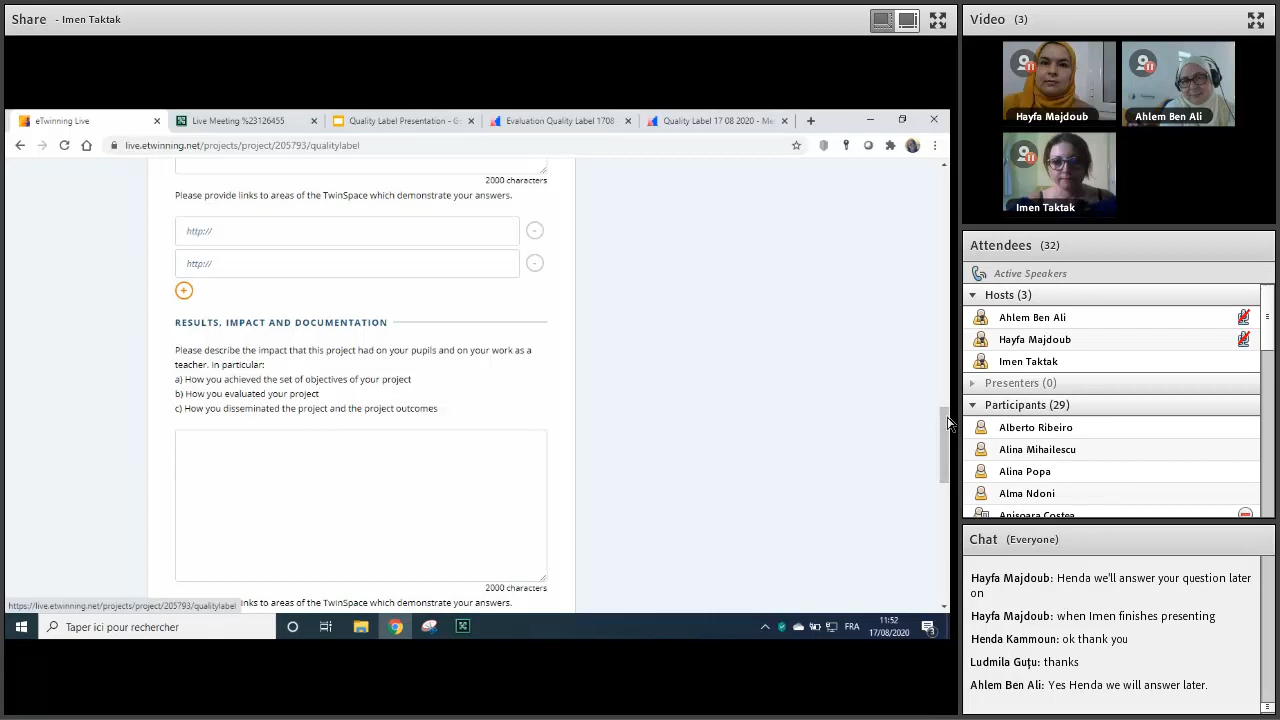 Share - Imen Taktak
eTwinning Live
Live Meeting %23126455
Quality Label Presentation - G
Evaluation Quality Label 1708
Quality Label 17 08 2020 - Me
live.etwinning.net/projects/project/205793/qualitylabel
2000 characters
Please provide links to areas of the TwinSpace which demonstrate your answers.
http://
http://
RESULTS, IMPACT AND DOCUMENTATION
Please describe the impact that this project had on your pupils and on your work as a
teacher. In particular:
a) How you achieved the set of objectives of your project
b) How you evaluated your project
c) How you disseminated the project and the project outcomes
2000 characters
inks to areas of the TwinSpace which demonstrate your answers.
https://live.etwinning.net/projects/project/205793/qualitylabel
Taper ici pour rechercher
FRA
11:52
17/08/2020
3
Video (3)
Hayfa Majdoub
Ahlem Ben Ali
Imen Taktak
Attendees (32)
Active Speakers
Hosts (3)
Ahlem Ben Ali
Hayfa Majdoub
Imen Taktak
Presenters (0)
Participants (29)
Alberto Ribeiro
Alina Mihailescu
Alina Popa
Alma Ndoni
Anisoara Costea
Chat (Everyone)
Hayfa Majdoub: Henda we'll answer your question later
on
Hayfa Majdoub: when Imen finishes presenting
Henda Kammoun: ok thank you
Ludmila Guțu: thanks
Ahlem Ben Ali: Yes Henda we will answer later.